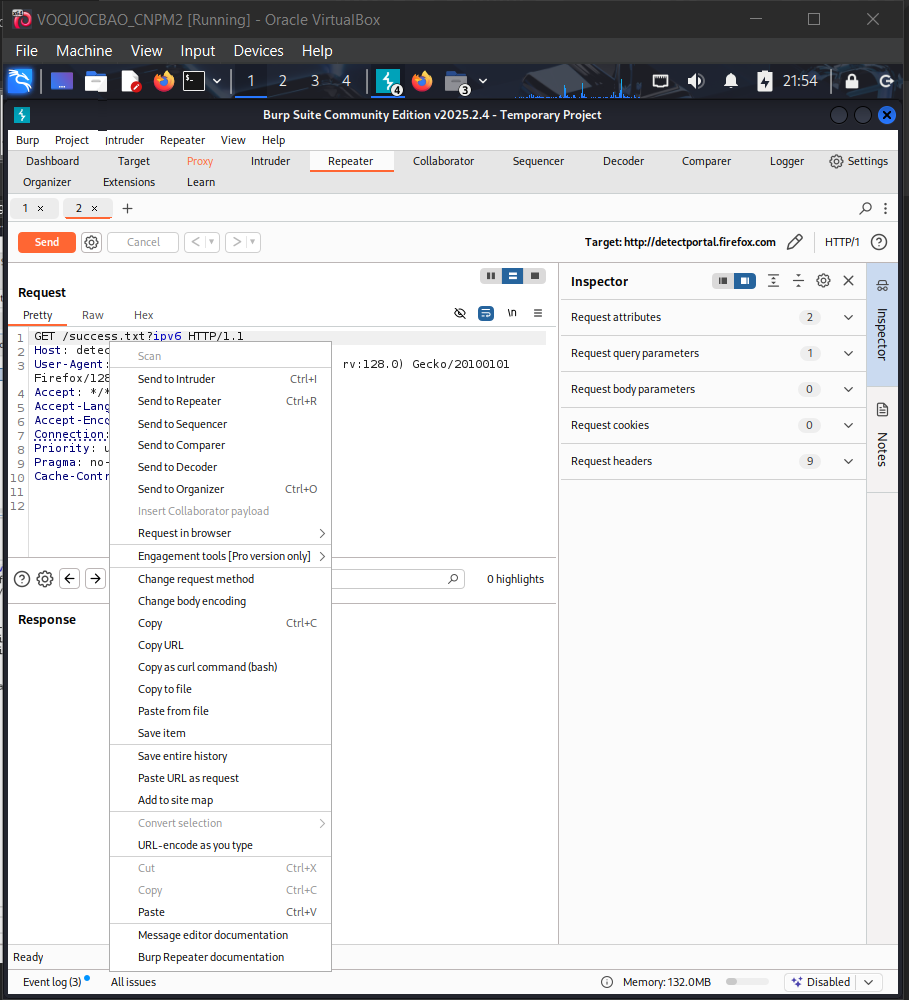 VOQUOCBAO_CNPM2 [Running] - Oracle VirtualBox
File Machine View Input Devices Help
1 2 3 4 4 3 21:54
Burp Suite Community Edition v2025.2.4 - Temporary Project
Burp Project Intruder Repeater View Help
Dashboard Target Proxy Intruder Repeater Collaborator Sequencer Decoder Comparer Logger Settings
Organizer Extensions Learn
1 × 2 × +
Send Cancel < > Target: http://detectportal.firefox.com HTTP/1 ?
Request
Pretty Raw Hex \n
1 GET /success.txt?ipv6 HTTP/1.1
2 Host: detec
3 User-Agent: rv:128.0) Gecko/20100101
Firefox/128
4 Accept: */*
5 Accept-Lang
6 Accept-Enco
7 Connection:
8 Priority: u
9 Pragma: no-
10 Cache-Contr
11
12
Scan
Send to Intruder Ctrl+I
Send to Repeater Ctrl+R
Send to Sequencer
Send to Comparer
Send to Decoder
Send to Organizer Ctrl+O
Insert Collaborator payload
Request in browser
Engagement tools [Pro version only]
Change request method
Change body encoding
Copy Ctrl+C
Copy URL
Copy as curl command (bash)
Copy to file
Paste from file
Save item
Save entire history
Paste URL as request
Add to site map
Convert selection
URL-encode as you type
Cut Ctrl+X
Copy Ctrl+C
Paste Ctrl+V
Message editor documentation
Burp Repeater documentation
0 highlights
Response
Inspector
Request attributes 2
Request query parameters 1
Request body parameters 0
Request cookies 0
Request headers 9
Inspector
Notes
Ready
Event log (3) All issues Memory: 132.0MB Disabled